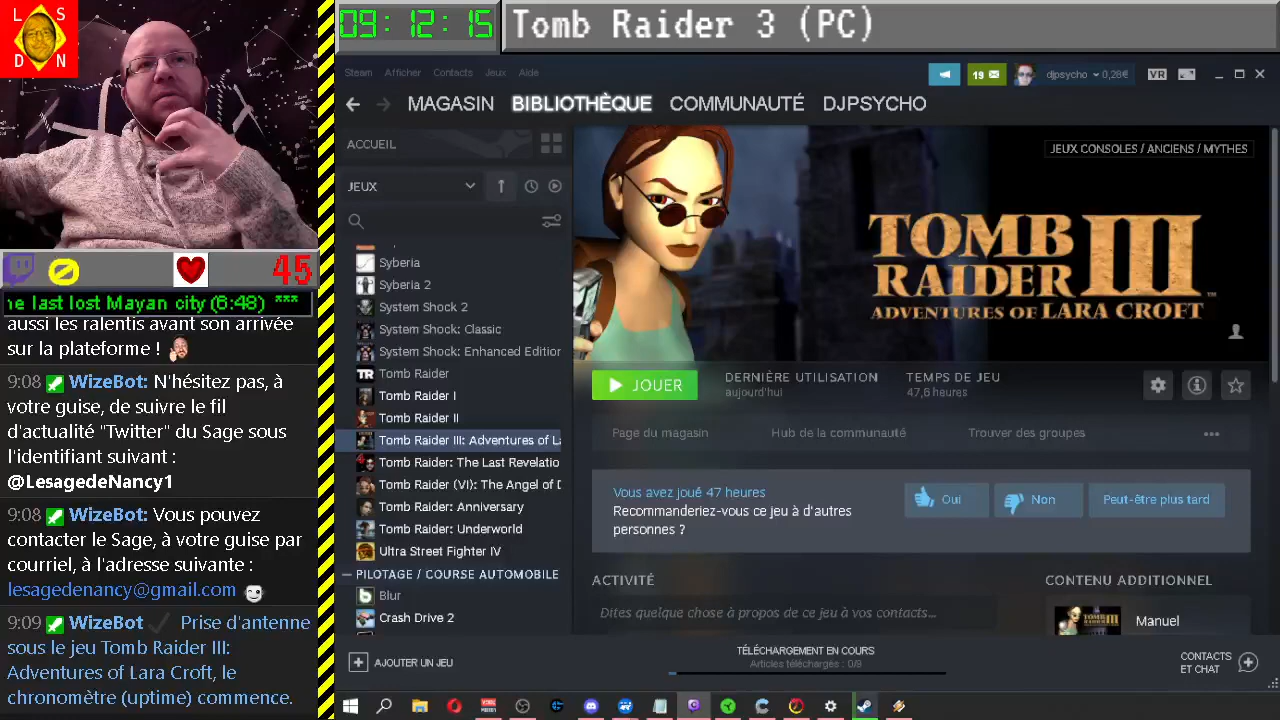 L S
D N
09:12:15
Tomb Raider 3 (PC)
Steam Afficher Contacts Jeux Aide
19
djpsycho 0,28€
VR
MAGASIN BIBLIOTHÈQUE COMMUNAUTÉ DJPSYCHO
ACCUEIL
JEUX
Syberia
Syberia 2
System Shock 2
System Shock: Classic
System Shock: Enhanced Edition
Tomb Raider
Tomb Raider I
Tomb Raider II
Tomb Raider III: Adventures of La
Tomb Raider: The Last Revelatio
Tomb Raider (VI): The Angel of D
Tomb Raider: Anniversary
Tomb Raider: Underworld
Ultra Street Fighter IV
PILOTAGE / COURSE AUTOMOBILE
Blur
Crash Drive 2
AJOUTER UN JEU
JEUX CONSOLES / ANCIENS / MYTHES
TOMB
RAIDER III
ADVENTURES OF LARA CROFT
JOUER
DERNIÈRE UTILISATION
aujourd'hui
TEMPS DE JEU
47,6 heures
Page du magasin Hub de la communauté Trouver des groupes
Vous avez joué 47 heures
Recommanderiez-vous ce jeu à d'autres
personnes ?
Oui Non Peut-être plus tard
ACTIVITÉ
Dites quelque chose à propos de ce jeu à vos contacts...
CONTENU ADDITIONNEL
Manuel
TÉLÉCHARGEMENT EN COURS
Articles téléchargés : 0/9
CONTACTS
ET CHAT
45
he last lost Mayan city (6:48) ***
aussi les ralentis avant son arrivée
sur la plateforme !
9:08 WizeBot: N'hésitez pas, à
votre guise, de suivre le fil
d'actualité "Twitter" du Sage sous
l'identifiant suivant :
@LesagedeNancy1
9:08 WizeBot: Vous pouvez
contacter le Sage, à votre guise par
courriel, à l'adresse suivante :
lesagedenancy@gmail.com
9:09 WizeBot Prise d'antenne
sous le jeu Tomb Raider III:
Adventures of Lara Croft, le
chronomètre (uptime) commence.